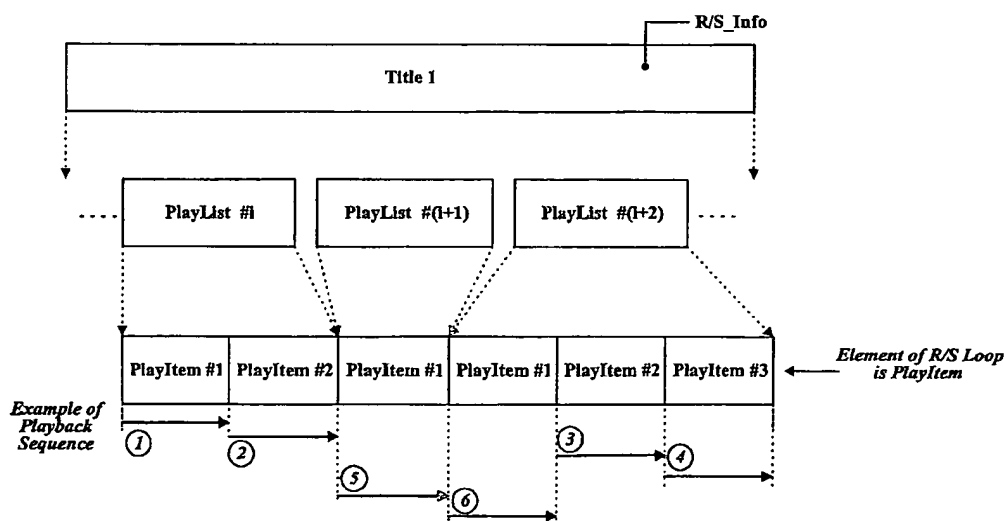 R/S_Info
Title 1
PlayList #i
PlayList #(i+1)
PlayList #(i+2)
PlayItem #1
PlayItem #2
PlayItem #1
PlayItem #1
PlayItem #2
PlayItem #3
Element of R/S Loop
is PlayItem
Example of
Playback
Sequence
1
2
3
4
5
6